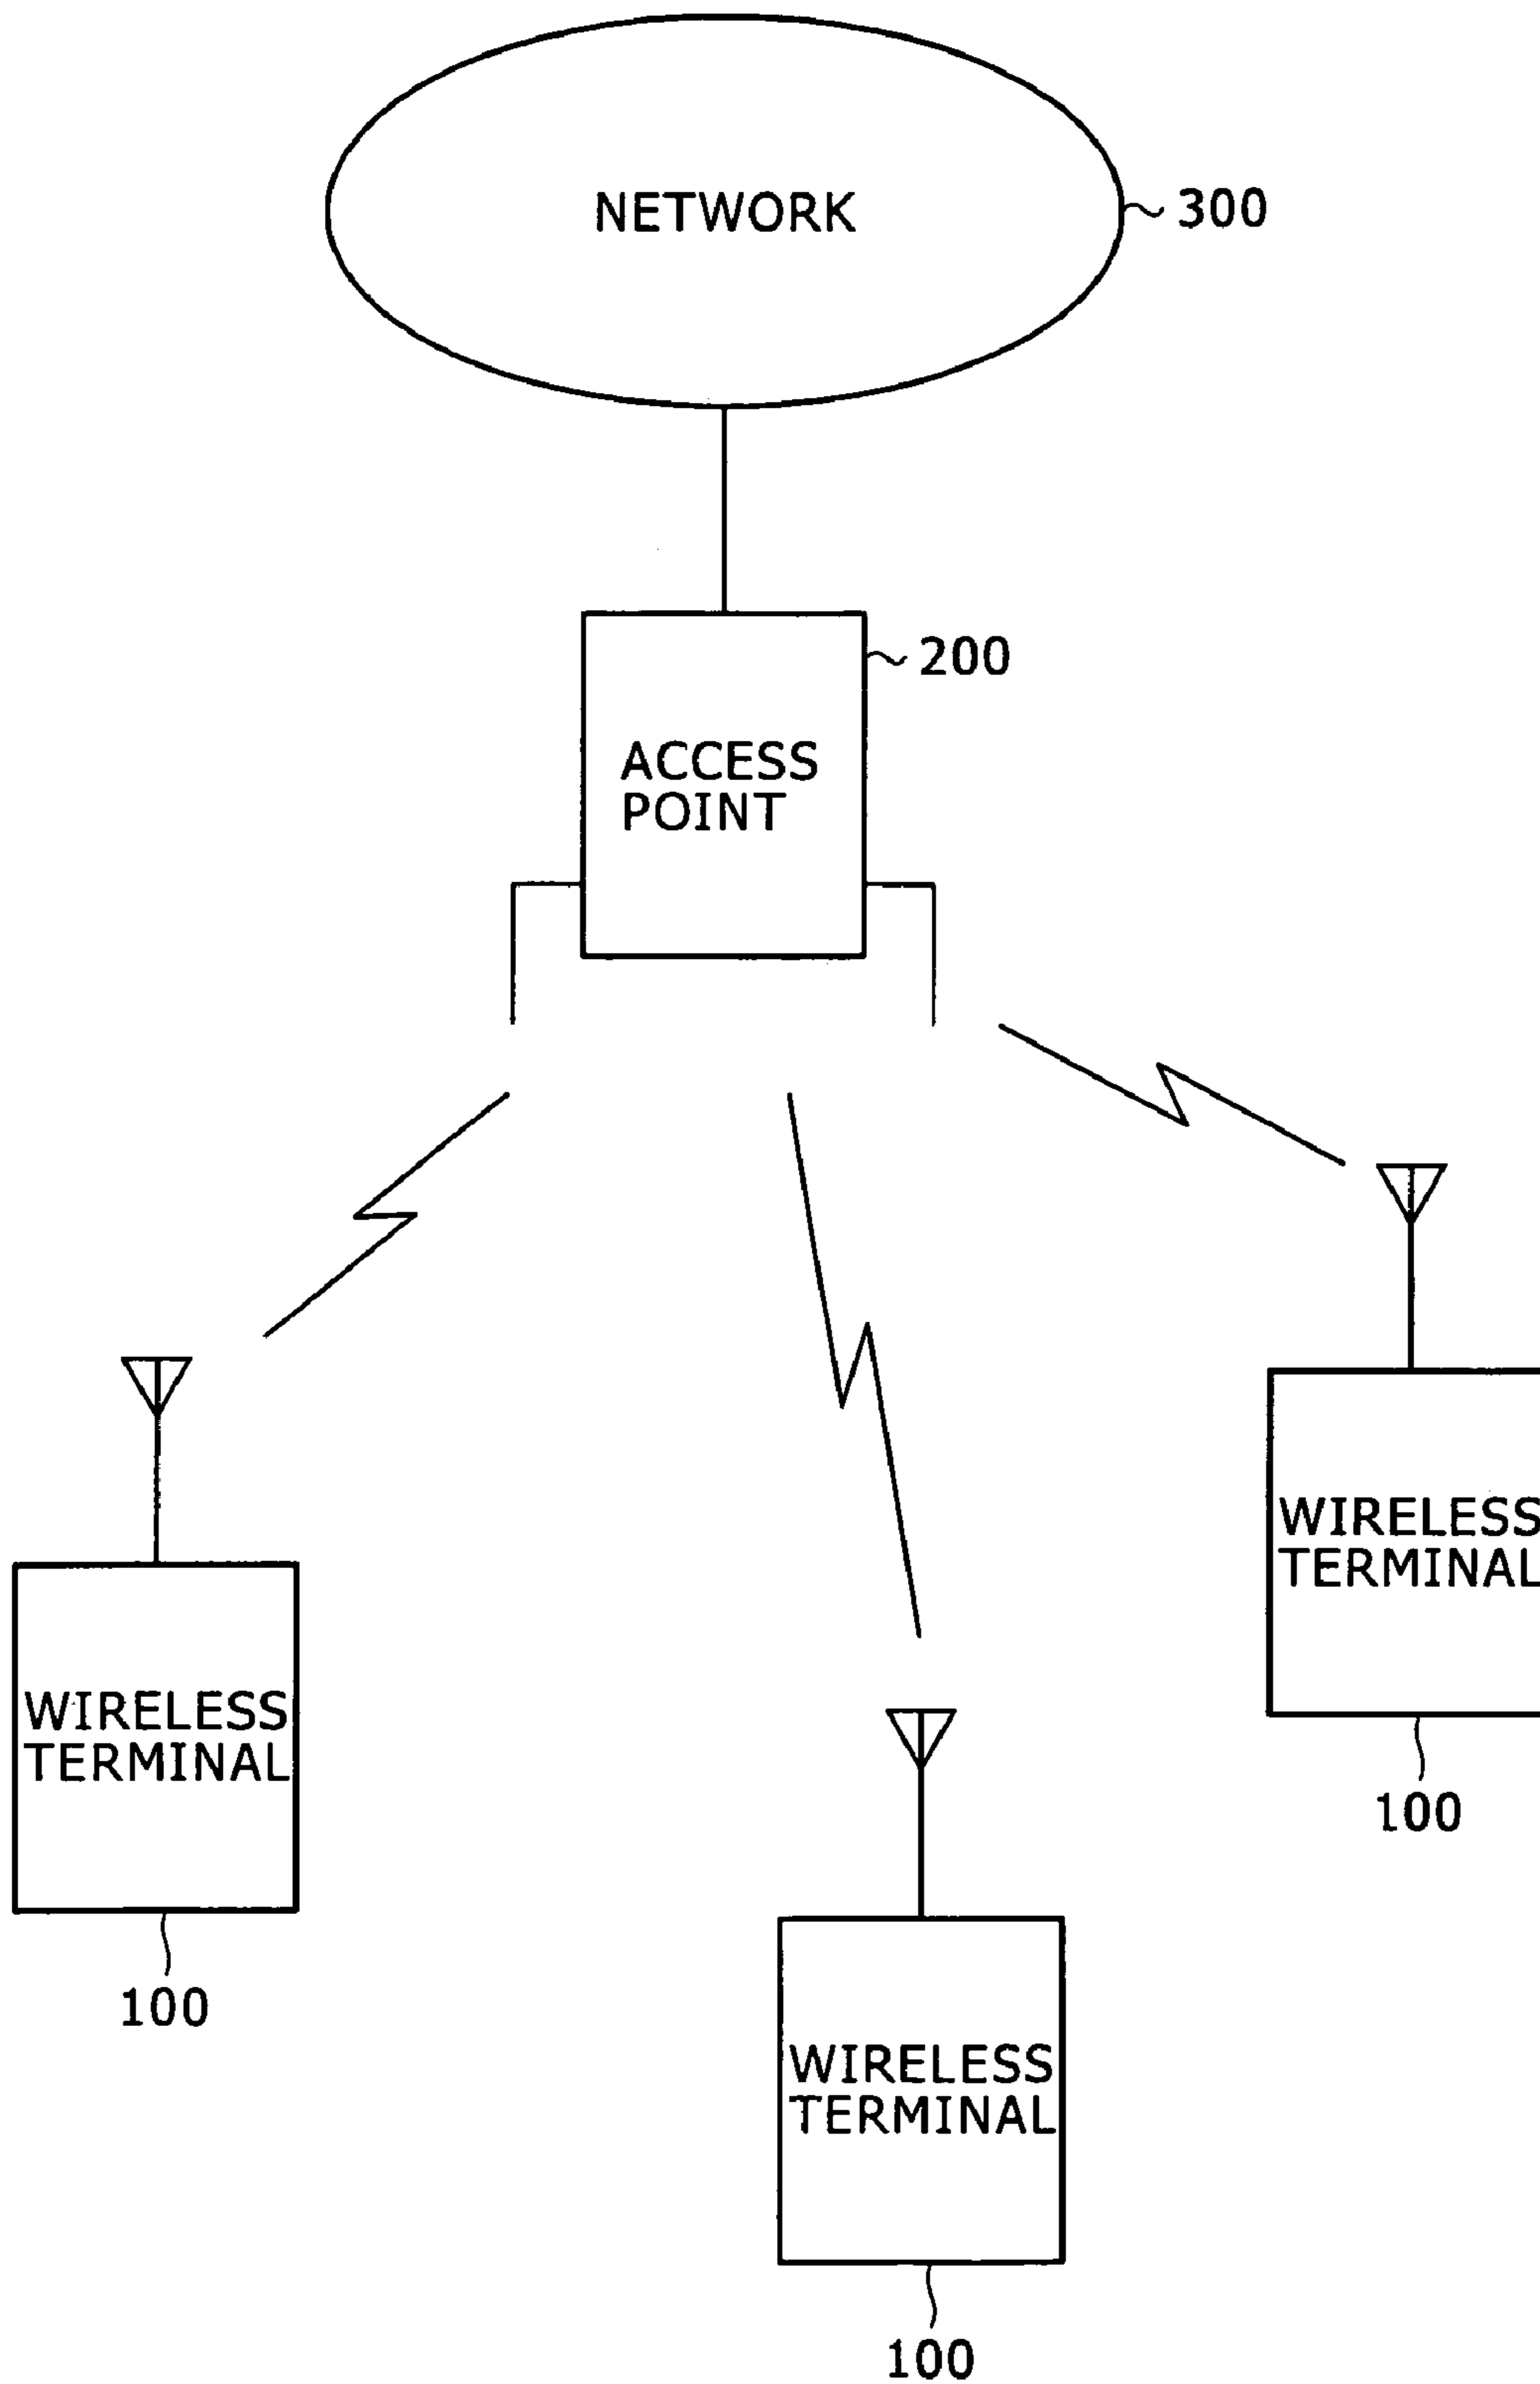 NETWORK
300
200
ACCESS
POINT
WIRELESS
TERMINAL
100
WIRELESS
TERMINAL
100
WIRELESS
TERMINAL
100